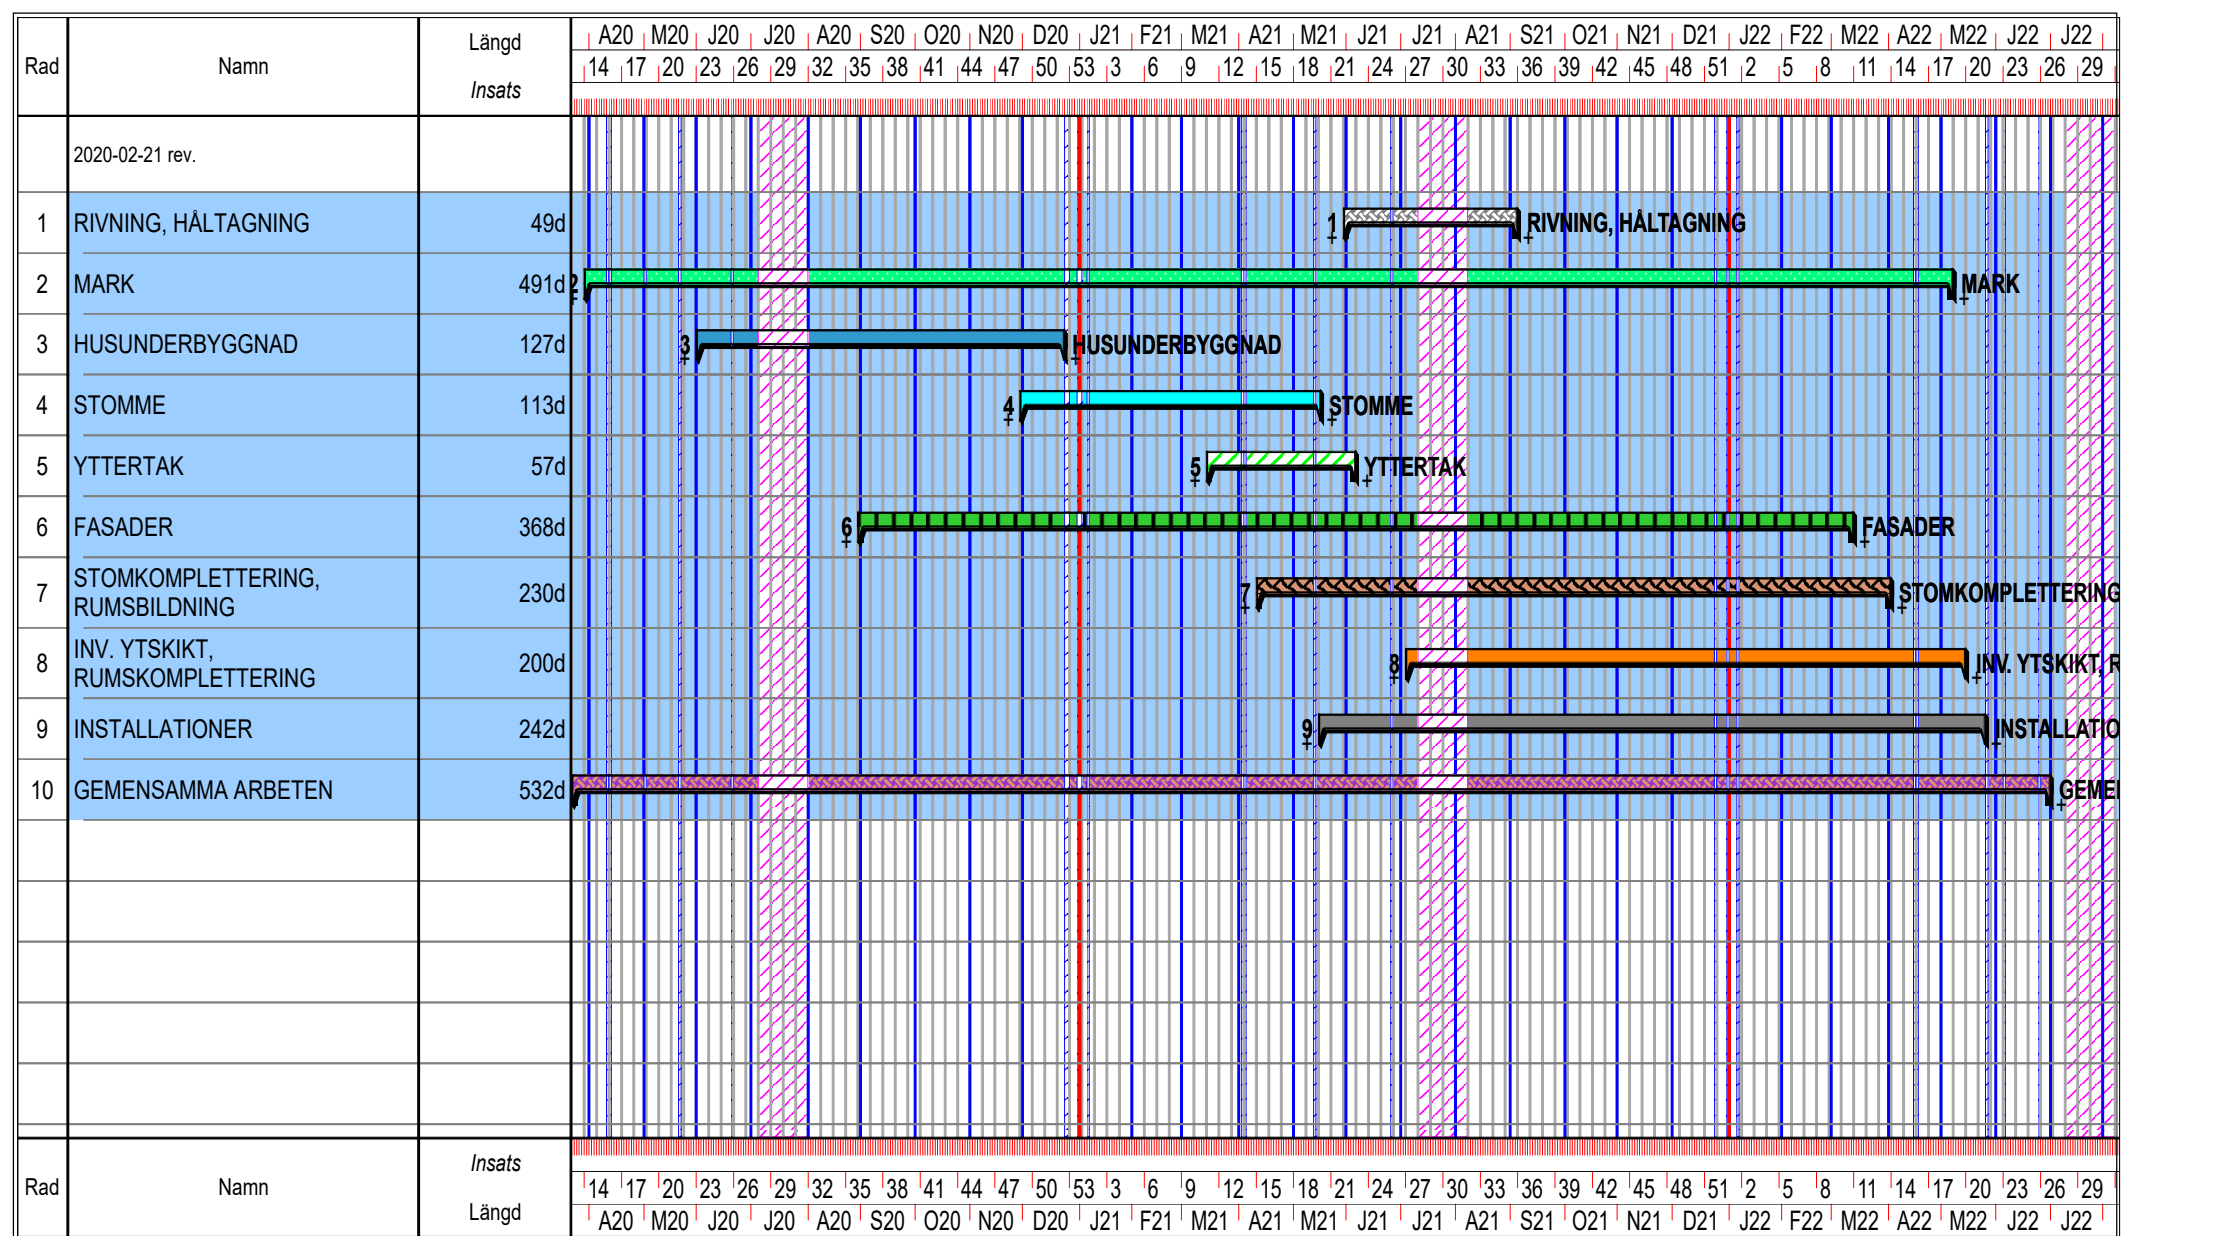 A20 M20 J20 J20 A20 S20 O20 N20 D20 J21 F21 M21 A21 M21 J21 J21 A21 S21 O21 N21 D21 J22 F22 M22 A22 M22 J22 J22
Längd
Rad Namn
14 17 20 23 26 29 32 35 38 41 44 47 50 53 3 6 9 12 15 18 21 24 27 30 33 36 39 42 45 48 51 2 5 8 11 14 17 20 23 26 29
Insats
2020-02-21 rev.
1 RIVNING, HÅLTAGNING 49d 1 RIVNING, HÅLTAGNING
2 MARK 491d 2 MARK
3 HUSUNDERBYGGNAD 127d 3 HUSUNDERBYGGNAD
4 STOMME 113d 4 STOMME
5 YTTERTAK 57d 5 YTTERTAK
6 FASADER 368d 6 FASADER
STOMKOMPLETTERING,
7 230d 7 STOMKOMPLETTERING
RUMSBILDNING
INV. YTSKIKT,
8 200d 8 INV. YTSKIKT, R
RUMSKOMPLETTERING
9 INSTALLATIONER 242d 9 INSTALLATIO
10 GEMENSAMMA ARBETEN 532d GEMEN
Insats
Rad Namn
14 17 20 23 26 29 32 35 38 41 44 47 50 53 3 6 9 12 15 18 21 24 27 30 33 36 39 42 45 48 51 2 5 8 11 14 17 20 23 26 29
Längd
A20 M20 J20 J20 A20 S20 O20 N20 D20 J21 F21 M21 A21 M21 J21 J21 A21 S21 O21 N21 D21 J22 F22 M22 A22 M22 J22 J22